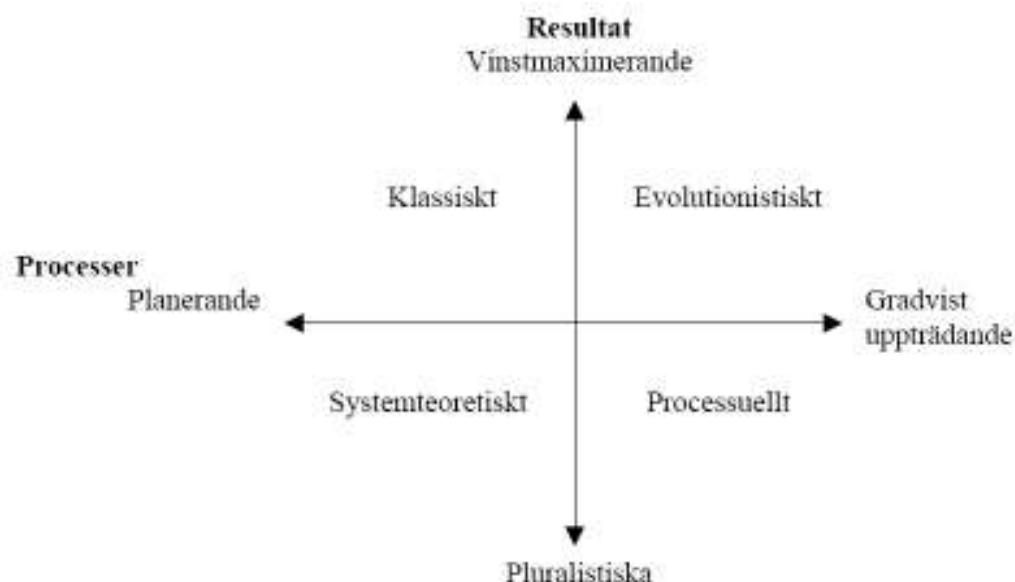 Resultat
Vinstmaximerande
Klassiskt
Evolutionistiskt
Processer
Planerande
Gradvist
uppträdande
Systemteoretiskt
Processuellt
Pluralistiska